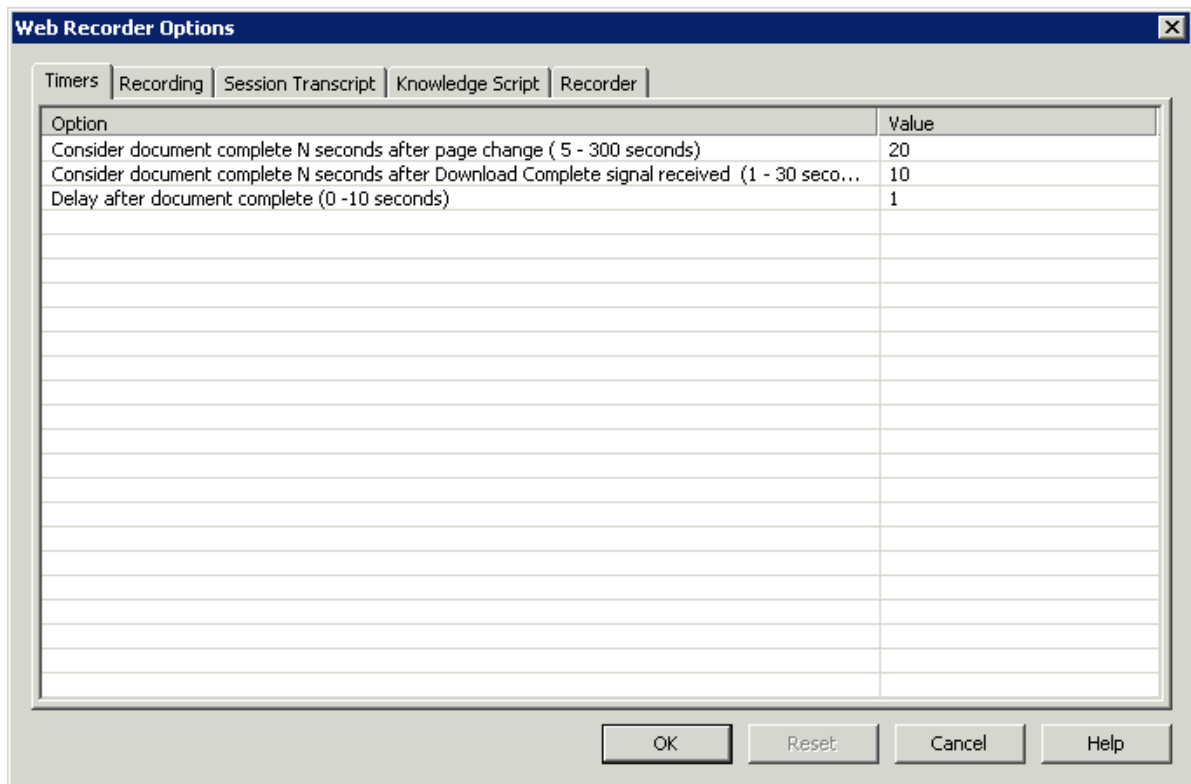 Web Recorder Options
Timers Recording Session Transcript Knowledge Script Recorder
Option Value
Consider document complete N seconds after page change ( 5 - 300 seconds) 20
Consider document complete N seconds after Download Complete signal received (1 - 30 seco... 10
Delay after document complete (0 -10 seconds) 1
OK Reset Cancel Help